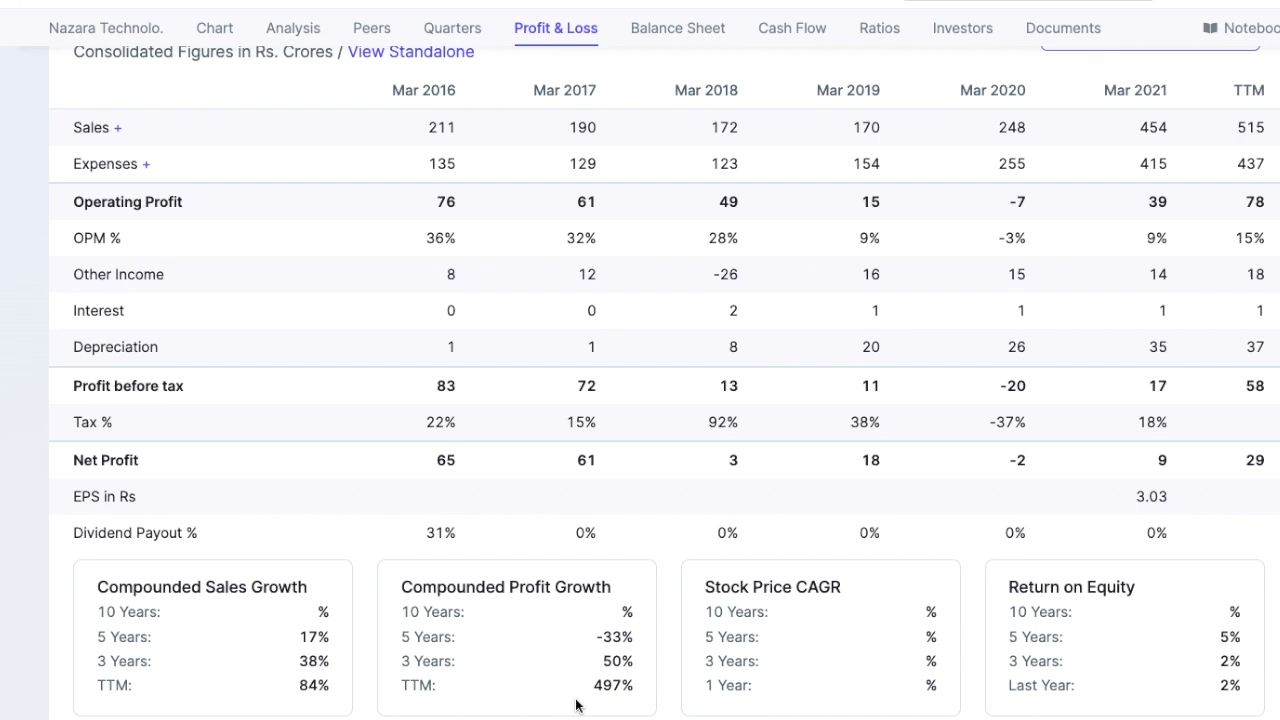 Nazara Technolo. Chart Analysis Peers Quarters Profit & Loss Balance Sheet Cash Flow Ratios Investors Documents Noteboo
Consolidated Figures in Rs. Crores / View Standalone
Mar 2016 Mar 2017 Mar 2018 Mar 2019 Mar 2020 Mar 2021 TTM
Sales + 211 190 172 170 248 454 515
Expenses + 135 129 123 154 255 415 437
Operating Profit 76 61 49 15 -7 39 78
OPM % 36% 32% 28% 9% -3% 9% 15%
Other Income 8 12 -26 16 15 14 18
Interest 0 0 2 1 1 1 1
Depreciation 1 1 8 20 26 35 37
Profit before tax 83 72 13 11 -20 17 58
Tax % 22% 15% 92% 38% -37% 18%
Net Profit 65 61 3 18 -2 9 29
EPS in Rs 3.03
Dividend Payout % 31% 0% 0% 0% 0% 0%
Compounded Sales Growth Compounded Profit Growth Stock Price CAGR Return on Equity
10 Years: % 10 Years: % 10 Years: % 10 Years: %
5 Years: 17% 5 Years: -33% 5 Years: % 5 Years: 5%
3 Years: 38% 3 Years: 50% 3 Years: % 3 Years: 2%
TTM: 84% TTM: 497% 1 Year: % Last Year: 2%